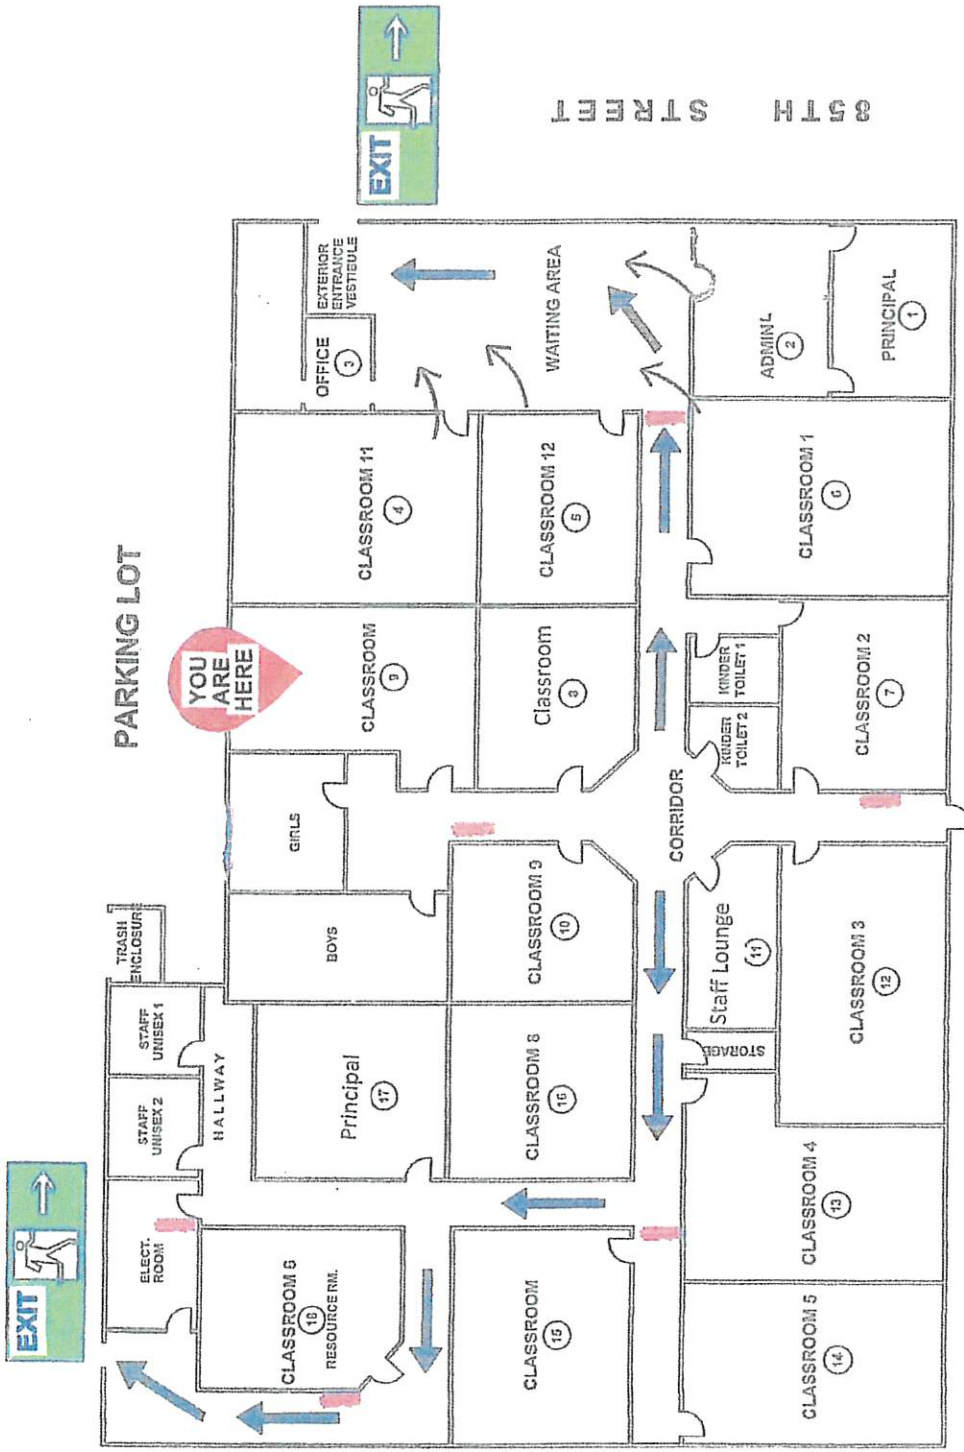 EXIT
PARKING LOT
YOU
ARE
HERE
EXIT
85TH STREET
TRASH
ENCLOSURE
STAFF
UNISEX 1
STAFF
UNISEX 2
ELECT.
ROOM
HALLWAY
CLASSROOM 6
18
RESOURCE RM.
Principal
17
BOYS
GIRLS
CLASSROOM
9
CLASSROOM 11
4
OFFICE
3
EXTERIOR
ENTRANCE
VESTIBULE
CLASSROOM
15
CLASSROOM 8
16
CLASSROOM 9
10
Classroom
CLASSROOM 12
5
WAITING AREA
CORRIDOR
STORAGE
Staff Lounge
11
KINDER
TOILET 2
KINDER
TOILET 1
CLASSROOM 5
14
CLASSROOM 4
13
CLASSROOM 3
12
CLASSROOM 2
7
CLASSROOM 1
6
ADMINL
2
PRINCIPAL
1